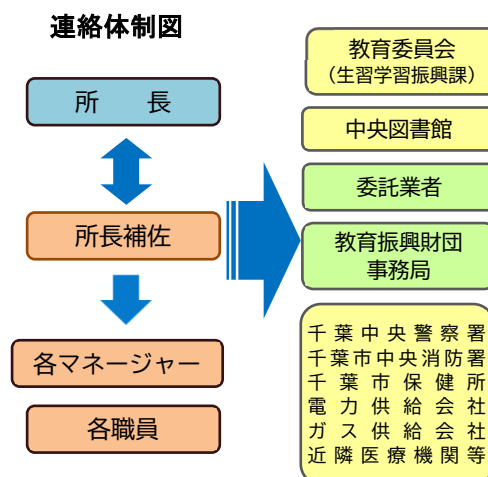 連絡体制図
所　長
所長補佐
各マネージャー
各職員
教育委員会
（生習学習振興課）
中央図書館
委託業者
教育振興財団
事務局
千葉中央警察署
千葉市中央消防署
千葉市保健所
電力供給会社
ガス供給会社
近隣医療機関等